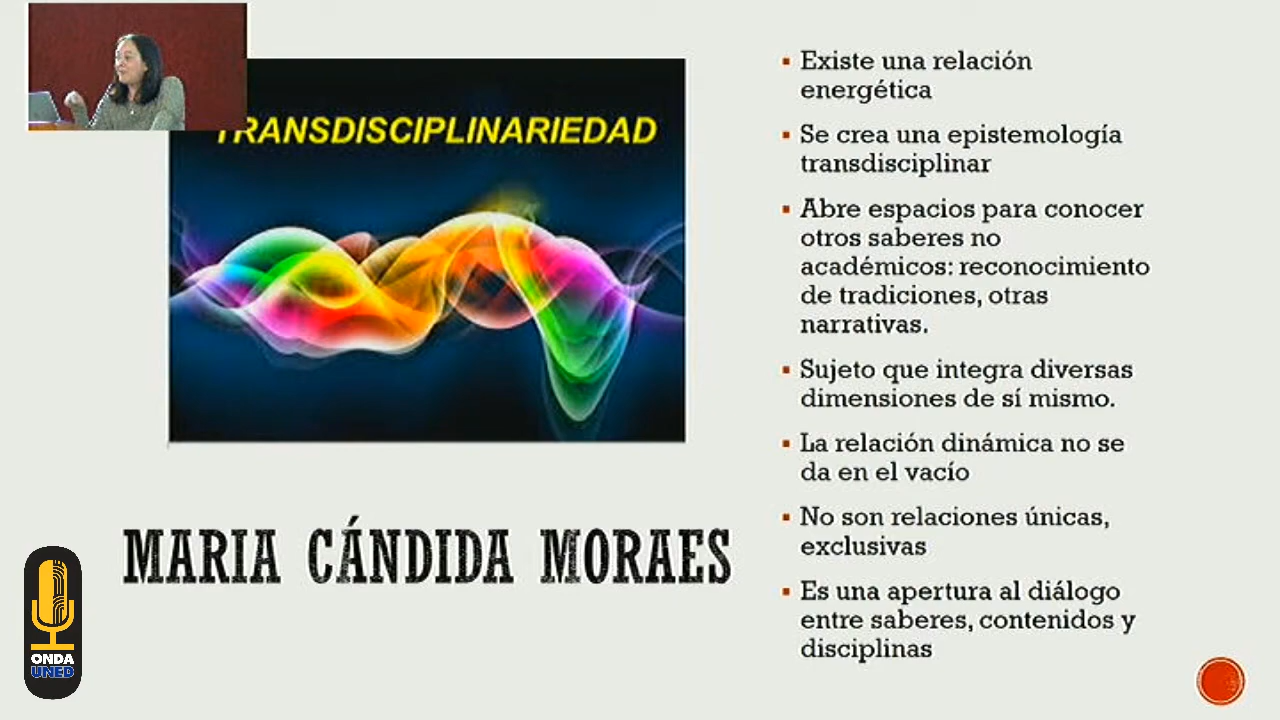 TRANSDISCIPLINARIEDAD
MARIA CÁNDIDA MORAES
▪ Existe una relación
energética
▪ Se crea una epistemología
transdisciplinar
▪ Abre espacios para conocer
otros saberes no
académicos: reconocimiento
de tradiciones, otras
narrativas.
▪ Sujeto que integra diversas
dimensiones de sí mismo.
▪ La relación dinámica no se
da en el vacío
▪ No son relaciones únicas,
exclusivas
▪ Es una apertura al diálogo
entre saberes, contenidos y
disciplinas
ONDA
UNED